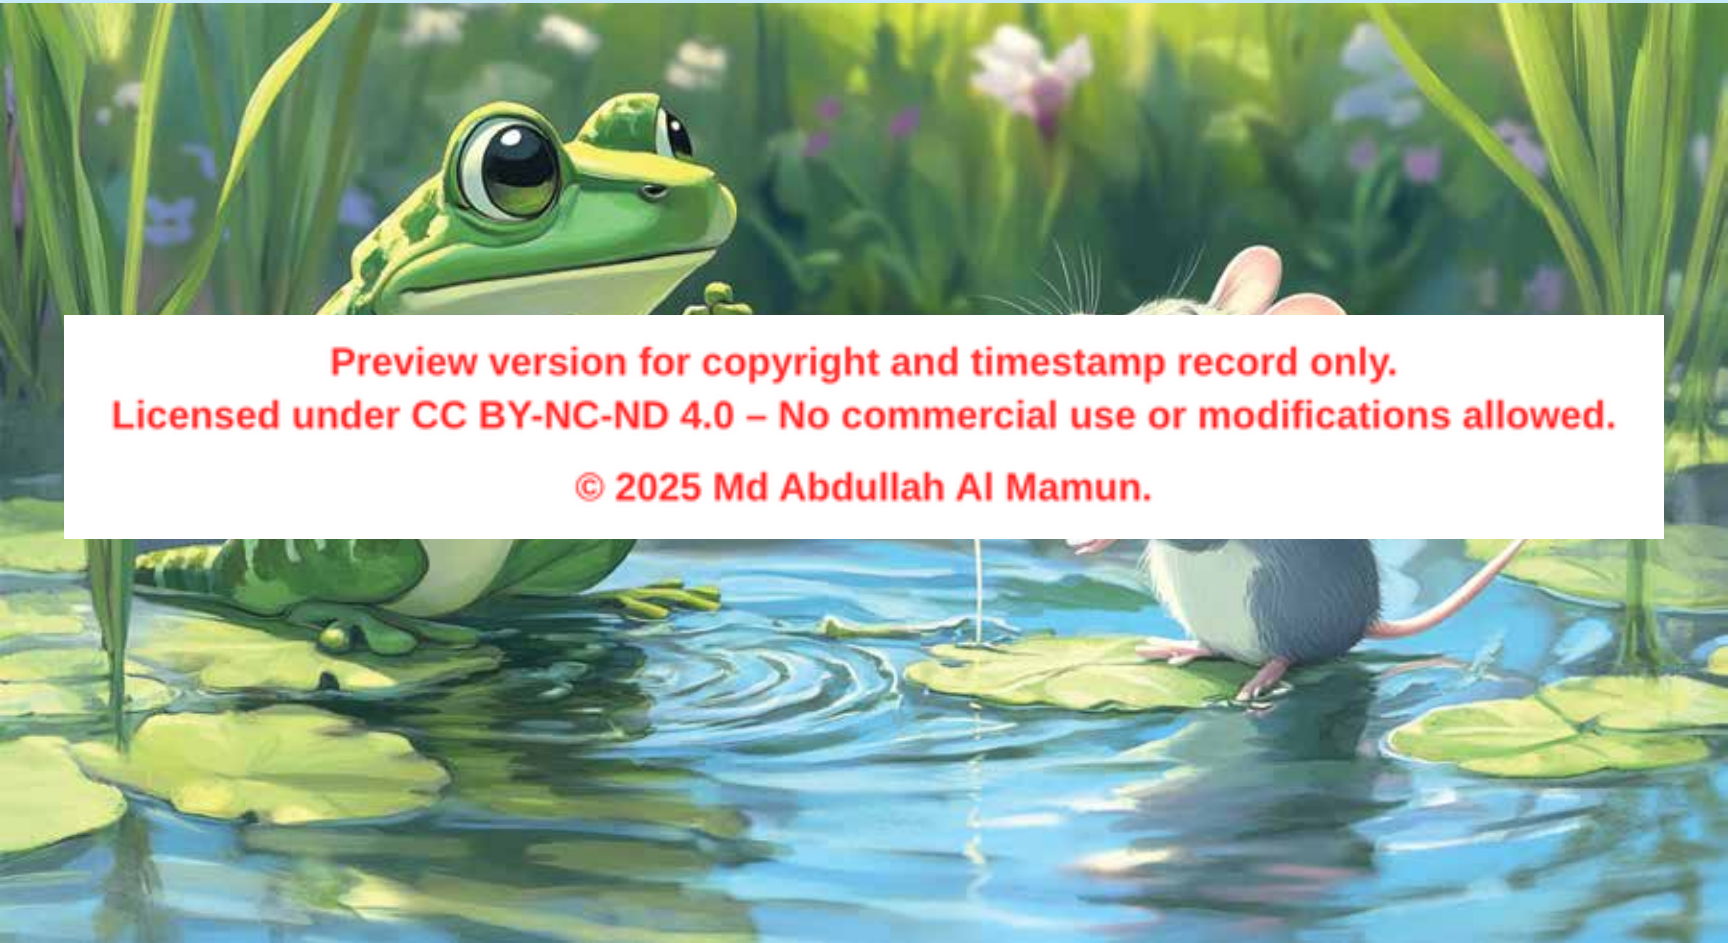 Preview version for copyright and timestamp record only.
Licensed under CC BY-NC-ND 4.0 – No commercial use or modifications allowed.
© 2025 Md Abdullah Al Mamun.